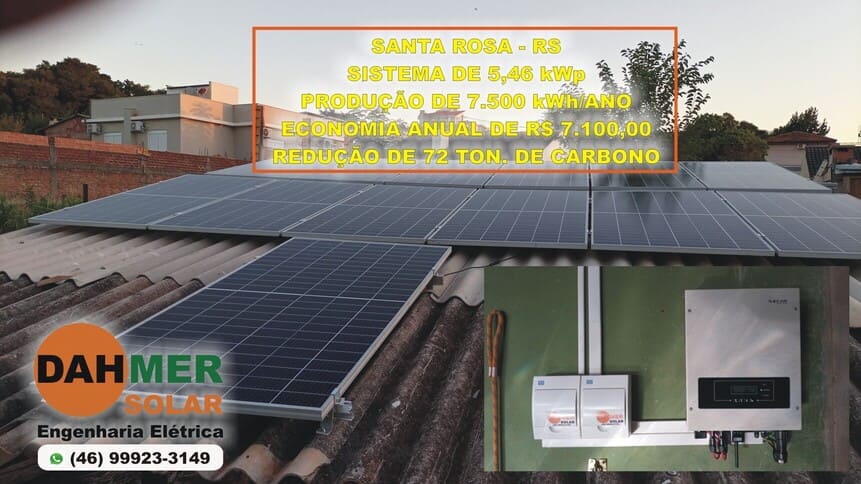 SANTA ROSA - RS
SISTEMA DE 5,46 kWp
PRODUÇÃO DE 7.500 kWh/ANO
ECONOMIA ANUAL DE R$ 7.100,00
REDUÇÃO DE 72 TON. DE CARBONO
DAHMER
SOLAR
Engenharia Elétrica
(46) 99923-3149